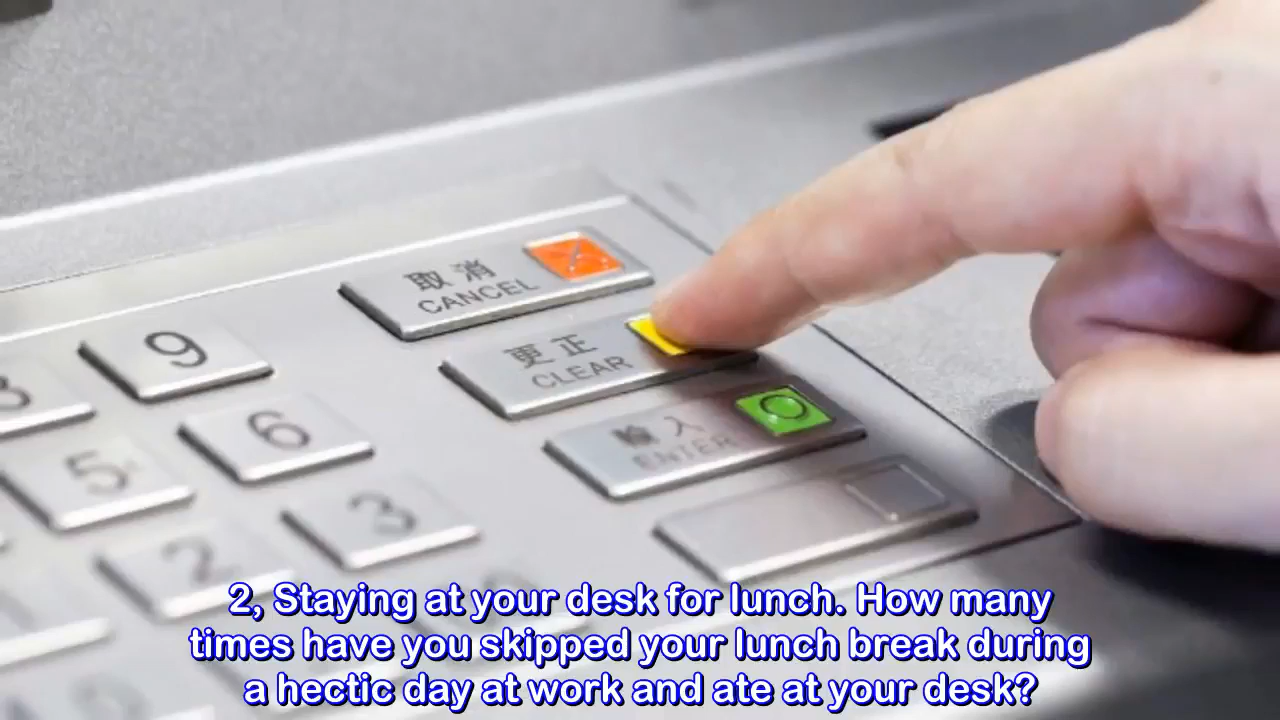 取消
CANCEL
9
更正
CLEAR
6
輸入
ENTER
5
3
2
2, Staying at your desk for lunch. How many
times have you skipped your lunch break during
a hectic day at work and ate at your desk?